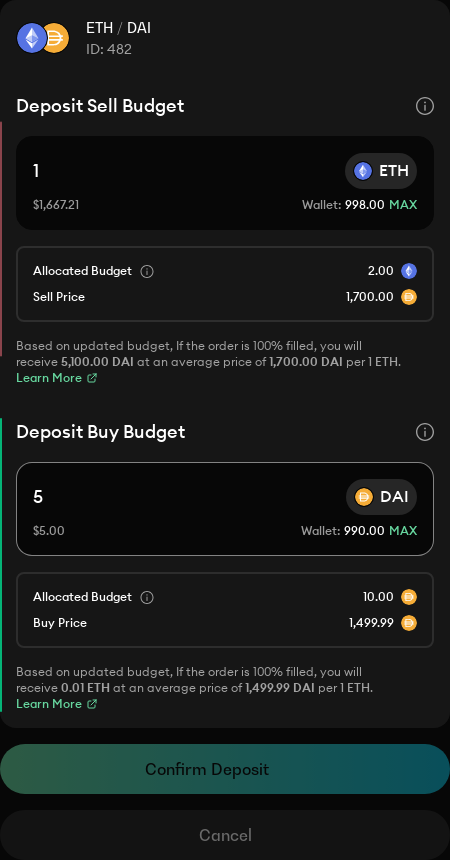 ETH / DAI
ID: 482
Deposit Sell Budget
1
ETH
$1,667.21
Wallet: 998.00 MAX
Allocated Budget
2.00
Sell Price
1,700.00
Based on updated budget, If the order is 100% filled, you will
receive 5,100.00 DAI at an average price of 1,700.00 DAI per 1 ETH.
Learn More
Deposit Buy Budget
5
DAI
$5.00
Wallet: 990.00 MAX
Allocated Budget
10.00
Buy Price
1,499.99
Based on updated budget, If the order is 100% filled, you will
receive 0.01 ETH at an average price of 1,499.99 DAI per 1 ETH.
Learn More
Confirm Deposit
Cancel